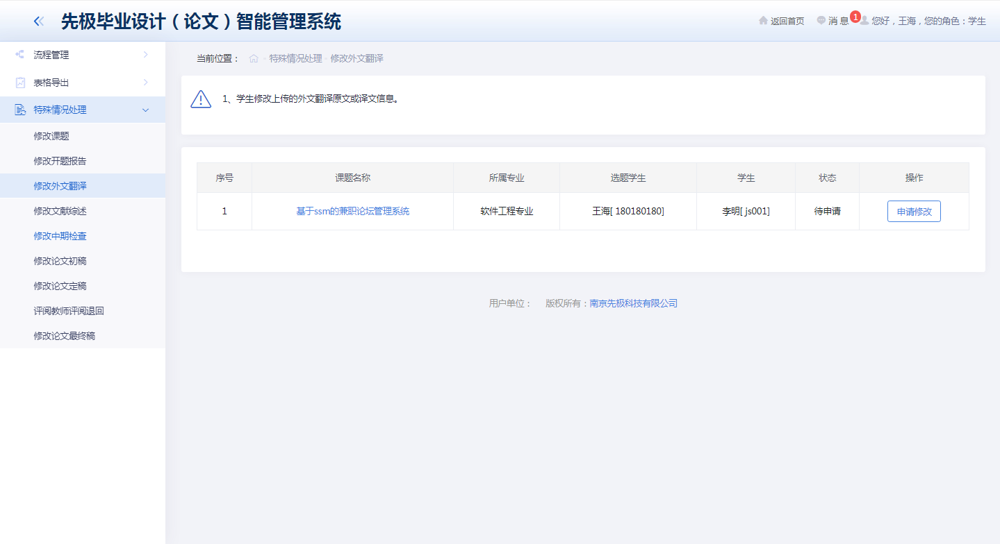 先极毕业设计（论文）智能管理系统
返回首页 消 息 1 您好，王海，您的角色：学生
流程管理
表格导出
特殊情况处理
修改课题
修改开题报告
修改外文翻译
修改文献综述
修改中期检查
修改论文初稿
修改论文定稿
评阅教师评阅退回
修改论文最终稿
当前位置： 特殊情况处理 修改外文翻译
1、学生修改上传的外文翻译原文或译文信息。
序号 课题名称 所属专业 选题学生 学生 状态 操作
1 基于ssm的兼职论坛管理系统 软件工程专业 王海[ 180180180] 李明[ js001] 待申请 申请修改
用户单位： 版权所有：南京先极科技有限公司